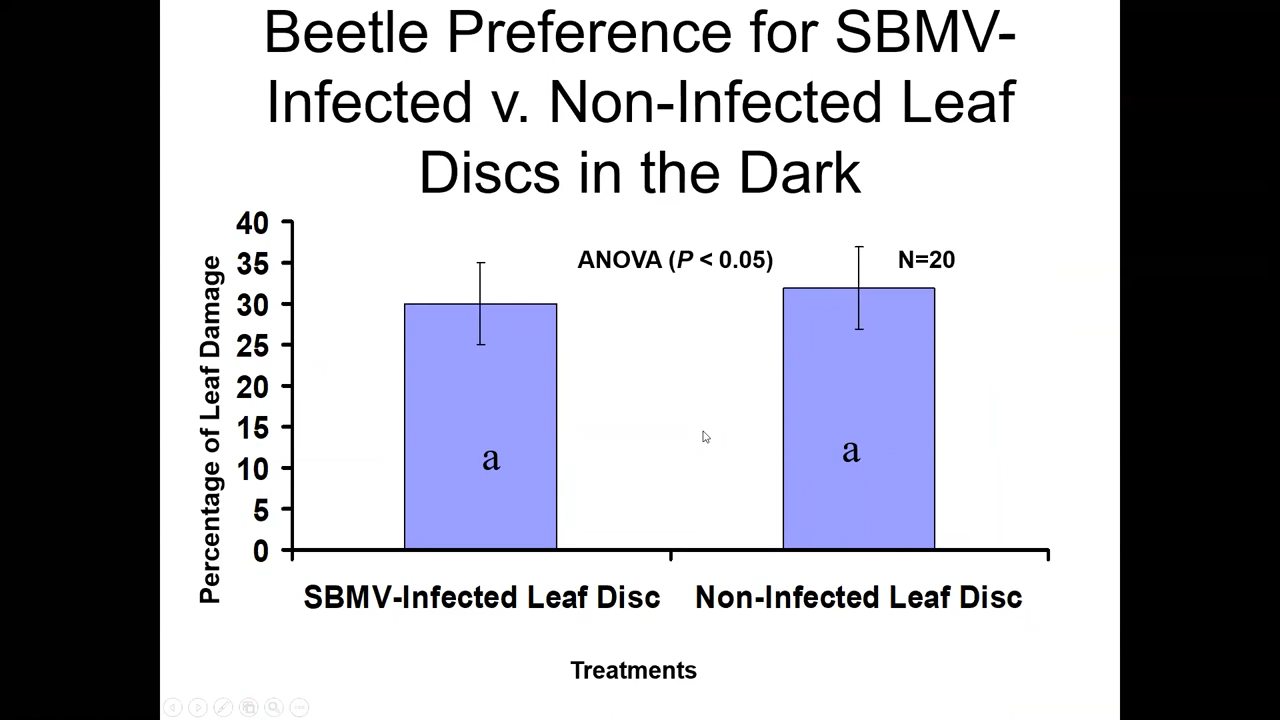 Beetle Preference for SBMV-
Infected v. Non-Infected Leaf
Discs in the Dark
40
35
30
25
20
15
10
5
0
Percentage of Leaf Damage
ANOVA (P < 0.05)
N=20
a
a
SBMV-Infected Leaf Disc
Non-Infected Leaf Disc
Treatments